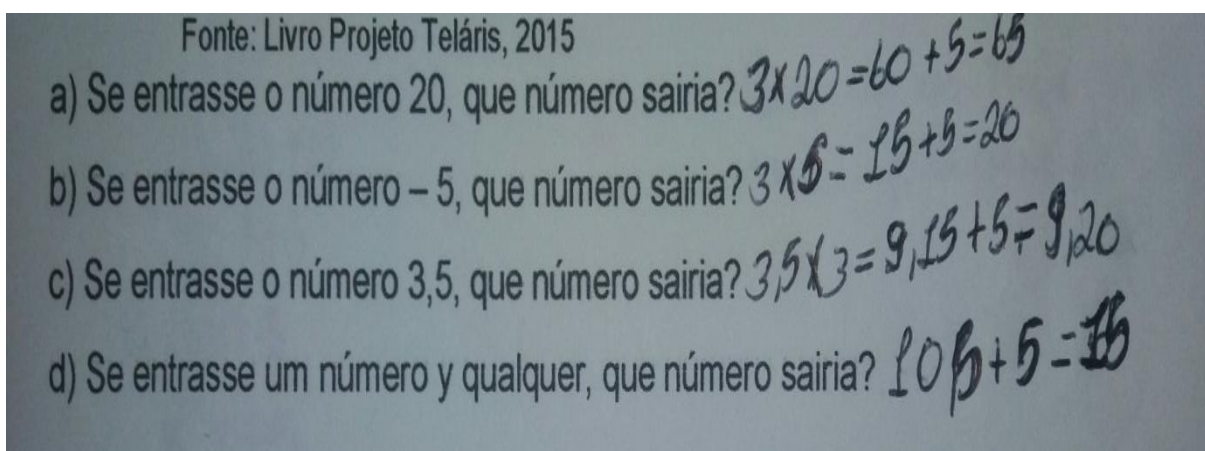 Fonte: Livro Projeto Teláris, 2015
a) Se entrasse o número 20, que número sairia? 3x20=60+5=65
b) Se entrasse o número – 5, que número sairia? 3x5=15+5=20
c) Se entrasse o número 3,5, que número sairia? 3,5x3=9,15+5=9,20
d) Se entrasse um número y qualquer, que número sairia? 10 +5=